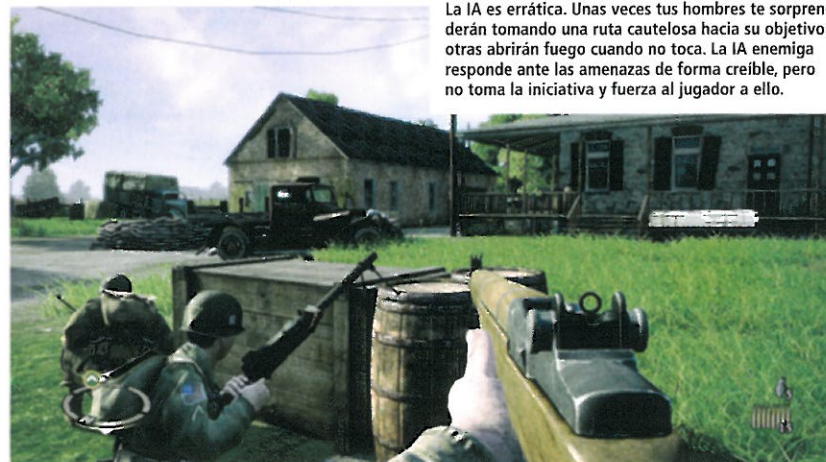 La IA es errática. Unas veces tus hombres te sorpren
derán tomando una ruta cautelosa hacia su objetivo
otras abrirán fuego cuando no toca. La IA enemiga
responde ante las amenazas de forma creíble, pero
no toma la iniciativa y fuerza al jugador a ello.